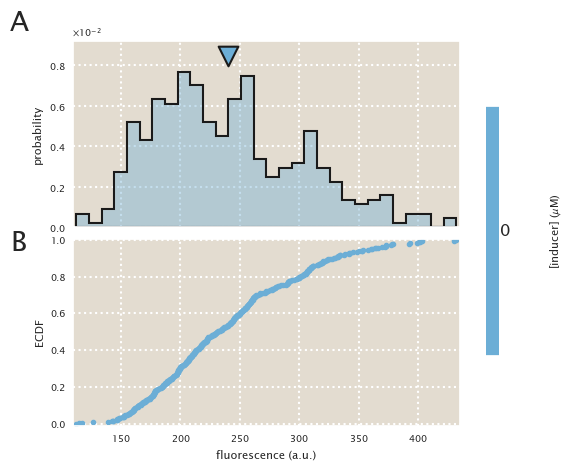 A
×10⁻²
0.8
0.6
0.4
0.2
0.0
probability
B
1.0
0.8
0.6
0.4
0.2
0.0
ECDF
150 200 250 300 350 400
fluorescence (a.u.)
0
[inducer] (μM)